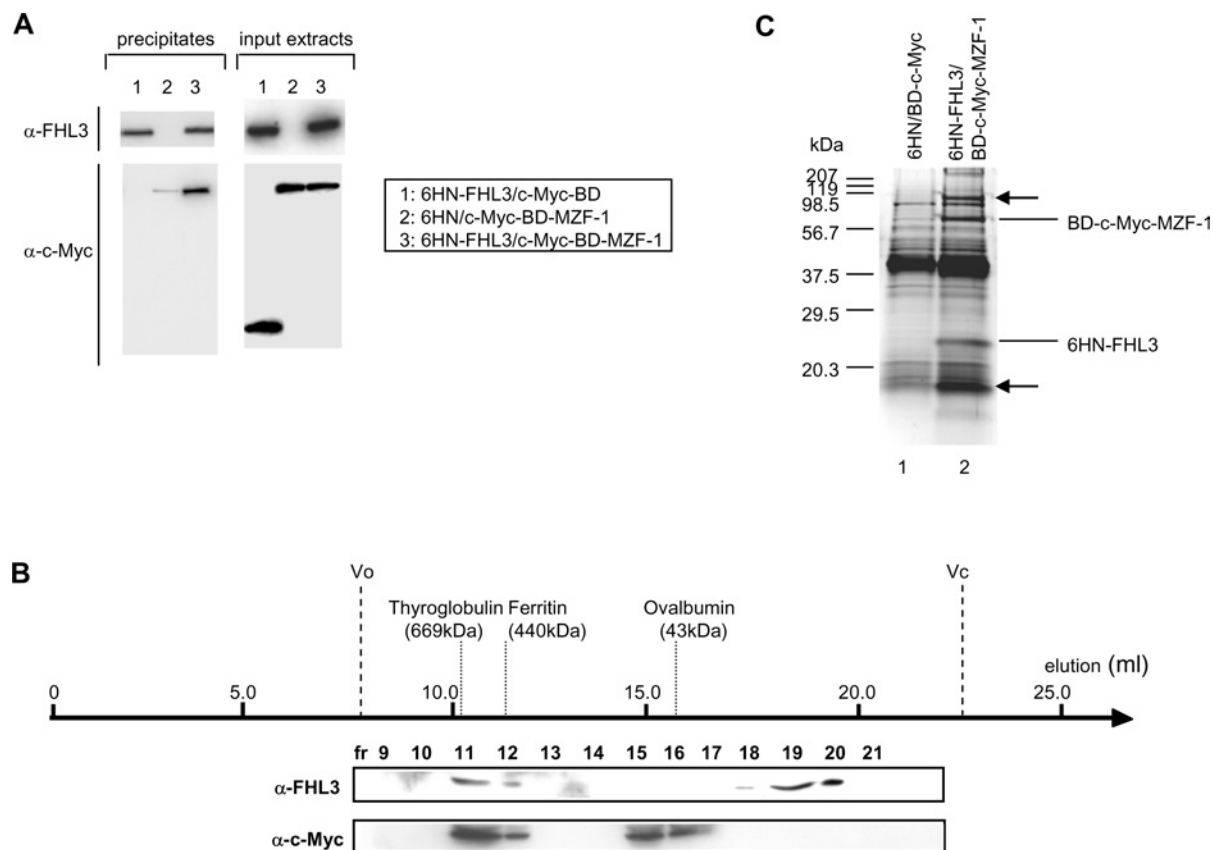 A
precipitates input extracts
1 2 3 1 2 3
α-FHL3
α-c-Myc
1: 6HN-FHL3/c-Myc-BD
2: 6HN/c-Myc-BD-MZF-1
3: 6HN-FHL3/c-Myc-BD-MZF-1
C
6HN/BD-c-Myc
6HN-FHL3/
BD-c-Myc-MZF-1
kDa
207
119
98.5
56.7
37.5
29.5
20.3
BD-c-Myc-MZF-1
6HN-FHL3
1 2
B
Vo Vc
Thyroglobulin Ferritin Ovalbumin
(669kDa) (440kDa) (43kDa)
elution (ml)
0 5.0 10.0 15.0 20.0 25.0
fr 9 10 11 12 13 14 15 16 17 18 19 20 21
α-FHL3
α-c-Myc